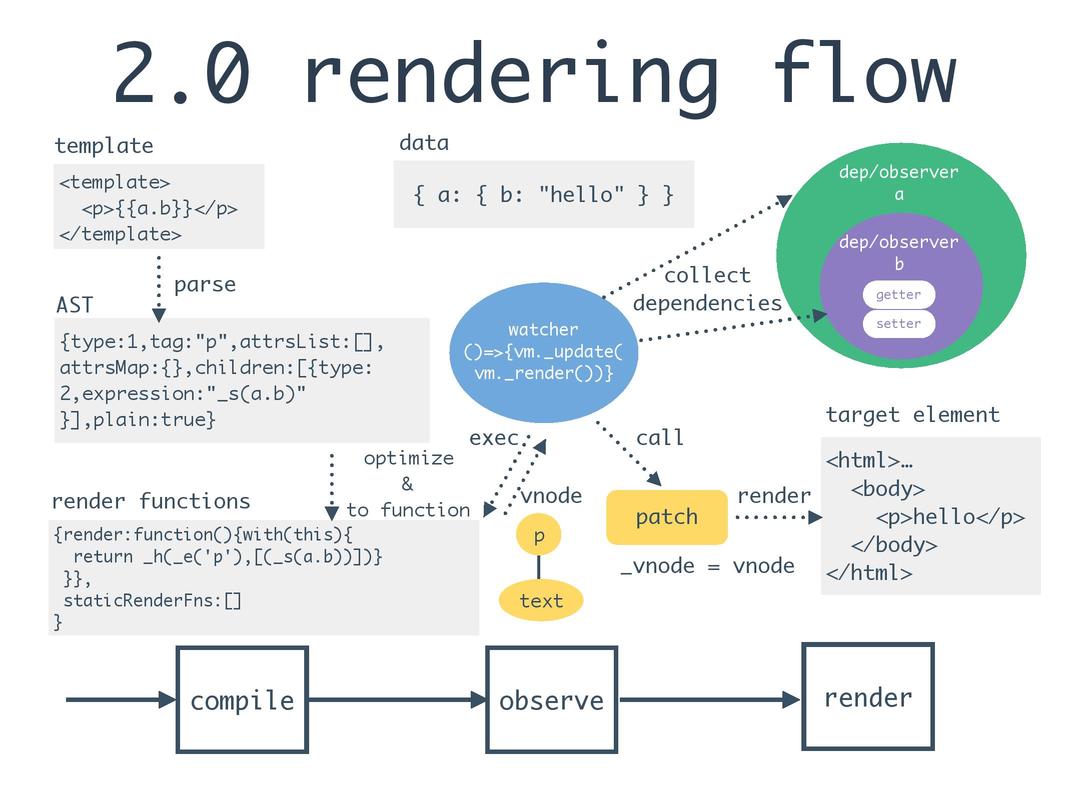 2.0 rendering flow
template
<template>
  <p>{{a.b}}</p>
</template>
parse
AST
{type:1,tag:"p",attrsList:[],
attrsMap:{},children:[{type:
2,expression:"_s(a.b)"
}],plain:true}
optimize
&
to function
render functions
{render:function(){with(this){
  return _h(_e('p'),[(_s(a.b))])}
 }},
 staticRenderFns:[]
}
data
{ a: { b: "hello" } }
watcher
()=>{vm._update(
vm._render())}
collect
dependencies
dep/observer
a
dep/observer
b
getter
setter
exec
vnode
p
text
call
patch
_vnode = vnode
render
target element
<html>…
  <body>
    <p>hello</p>
  </body>
</html>
compile
observe
render